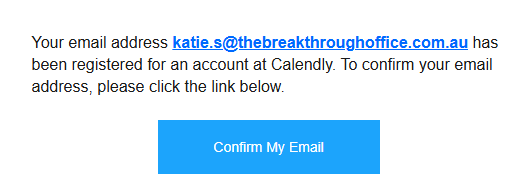 Your email address katie.s@thebreakthroughoffice.com.au has
been registered for an account at Calendly. To confirm your email
address, please click the link below.
Confirm My Email